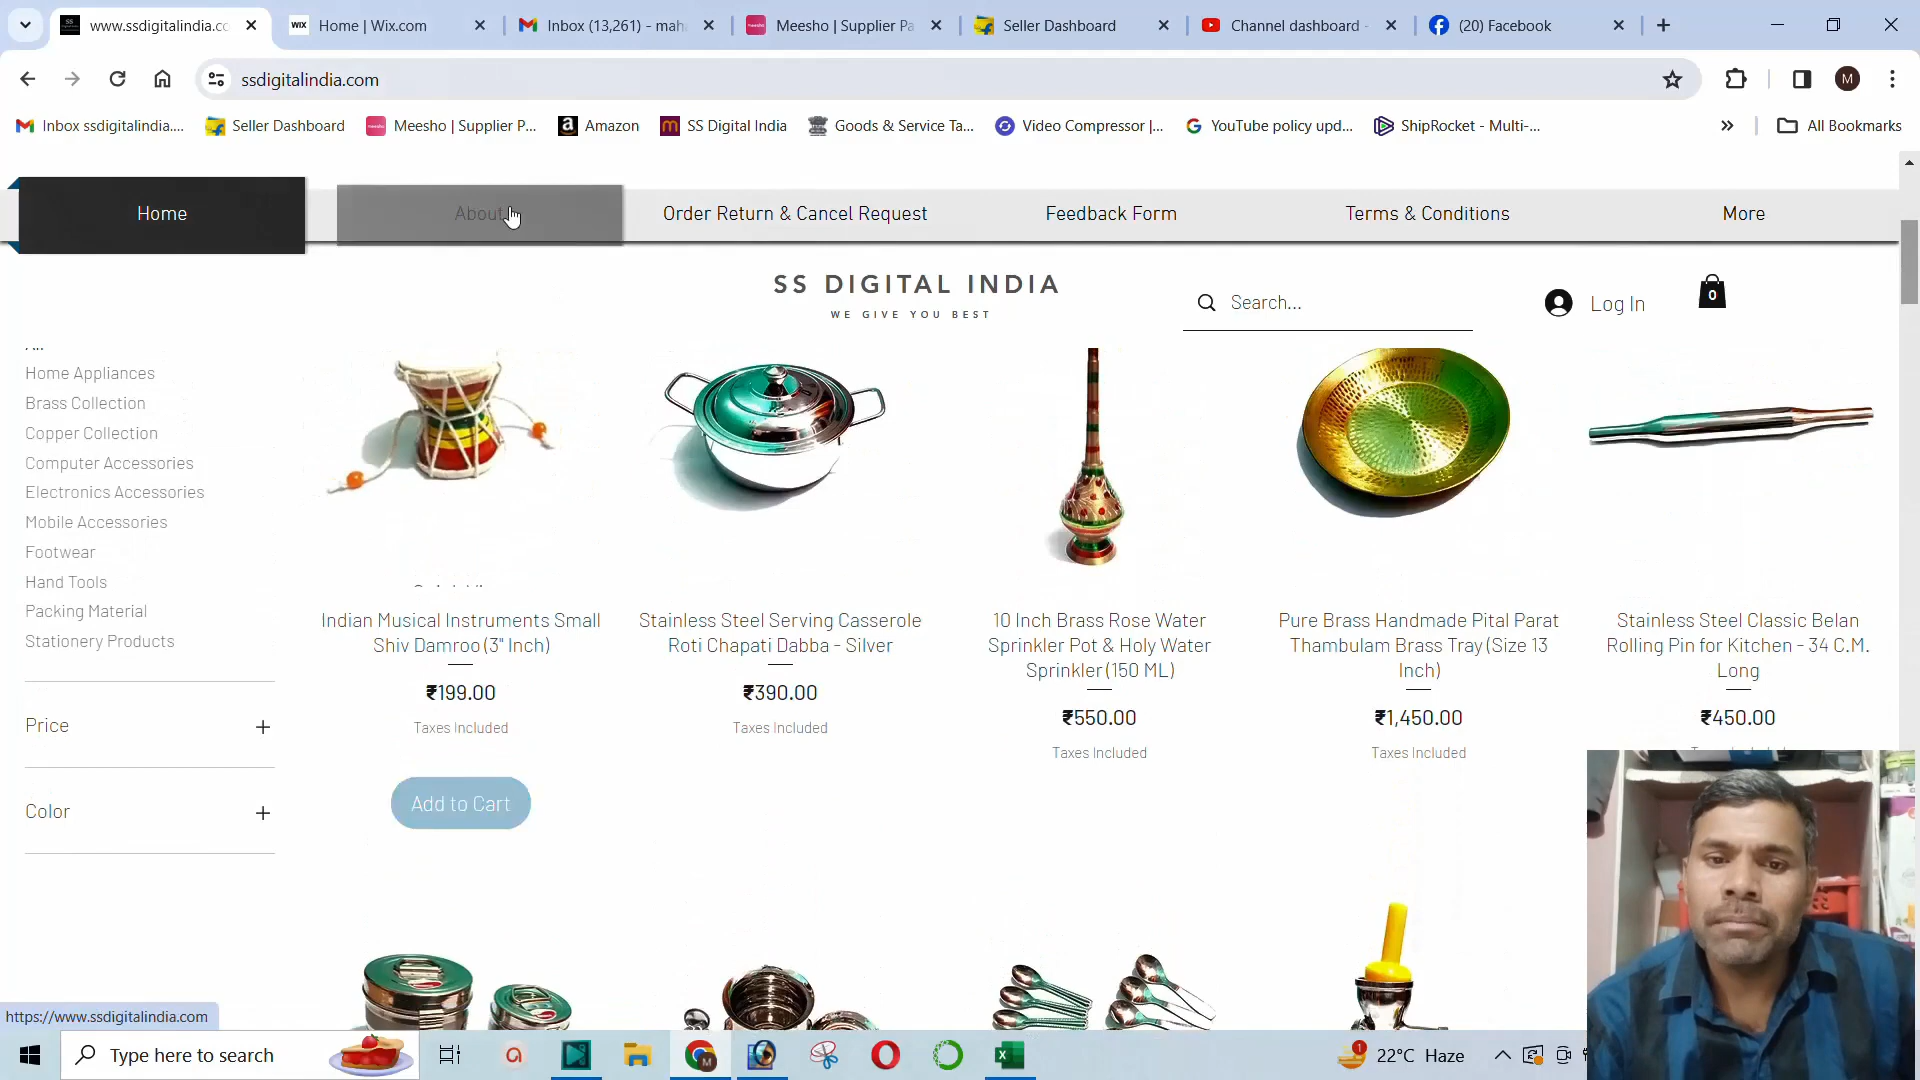 www.ssdigitalindia.co
Home | Wix.com
Inbox (13,261) - mah
Meesho | Supplier Pa
Seller Dashboard
Channel dashboard -
(20) Facebook
ssdigitalindia.com
M
Inbox ssdigitalindia....
Seller Dashboard
Meesho | Supplier P...
Amazon
SS Digital India
Goods & Service Ta...
Video Compressor |...
YouTube policy upd...
ShipRocket - Multi-...
All Bookmarks
Home
About
Order Return & Cancel Request
Feedback Form
Terms & Conditions
More
SS DIGITAL INDIA
WE GIVE YOU BEST
Search...
Log In
0
Home Appliances
Brass Collection
Copper Collection
Computer Accessories
Electronics Accessories
Mobile Accessories
Footwear
Hand Tools
Packing Material
Stationery Products
Price
Color
Indian Musical Instruments Small
Shiv Damroo (3" Inch)
₹199.00
Taxes Included
Add to Cart
Stainless Steel Serving Casserole
Roti Chapati Dabba - Silver
₹390.00
Taxes Included
10 Inch Brass Rose Water
Sprinkler Pot & Holy Water
Sprinkler (150 ML)
₹550.00
Taxes Included
Pure Brass Handmade Pital Parat
Thambulam Brass Tray (Size 13
Inch)
₹1,450.00
Taxes Included
Stainless Steel Classic Belan
Rolling Pin for Kitchen - 34 C.M.
Long
₹450.00
https://www.ssdigitalindia.com
Type here to search
1
22°C Haze